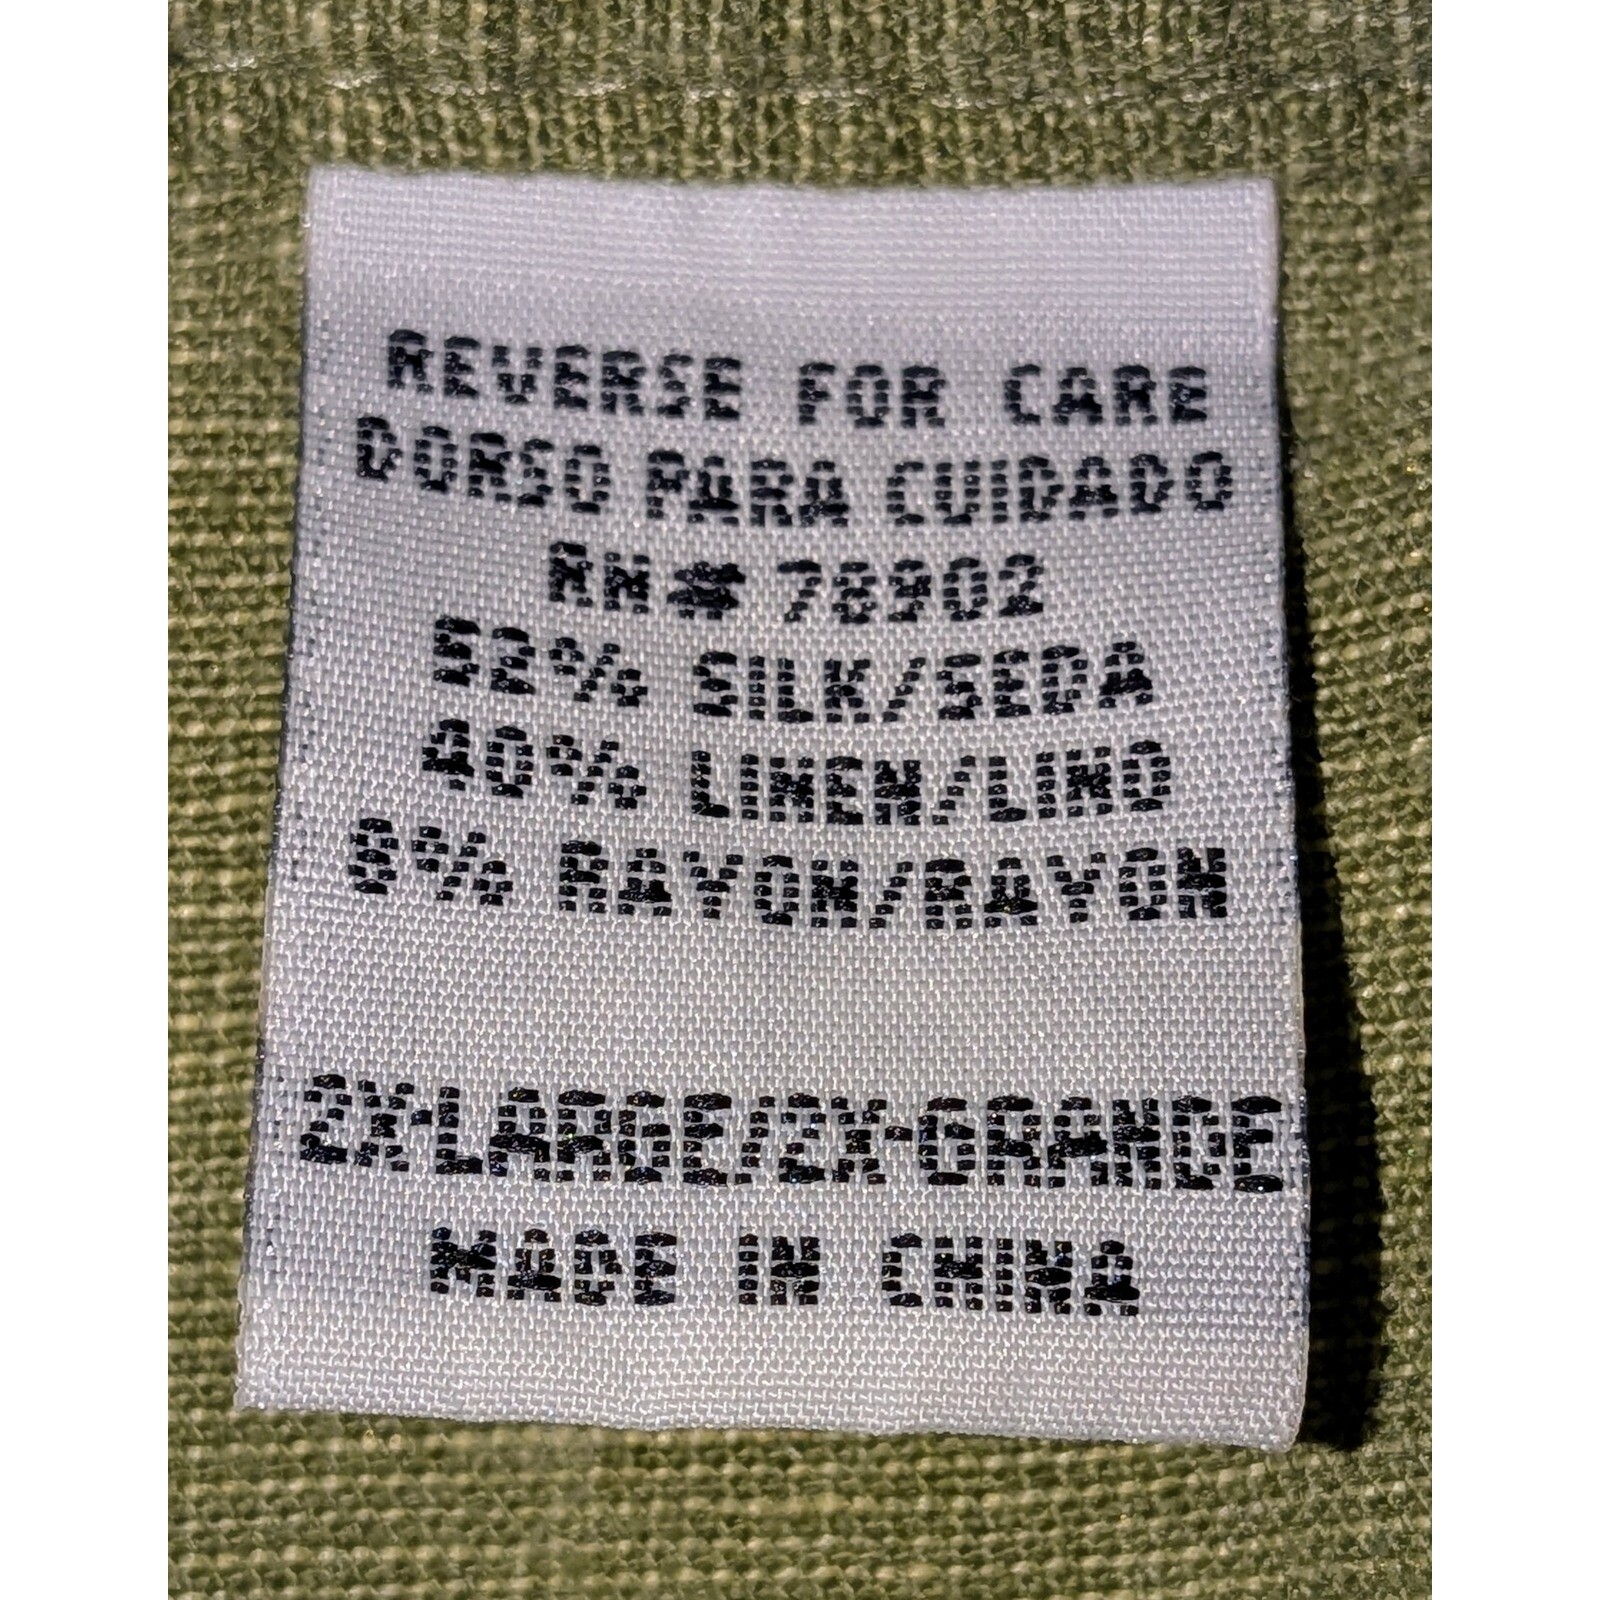 REVERSE FOR CARE
DORSO PARA CUIDADO
RN# 78902
52% SILK/SEDA
40% LINEN/LINO
8% RAYON/RAYON
2X-LARGE/2X-GRANDE
MADE IN CHINA